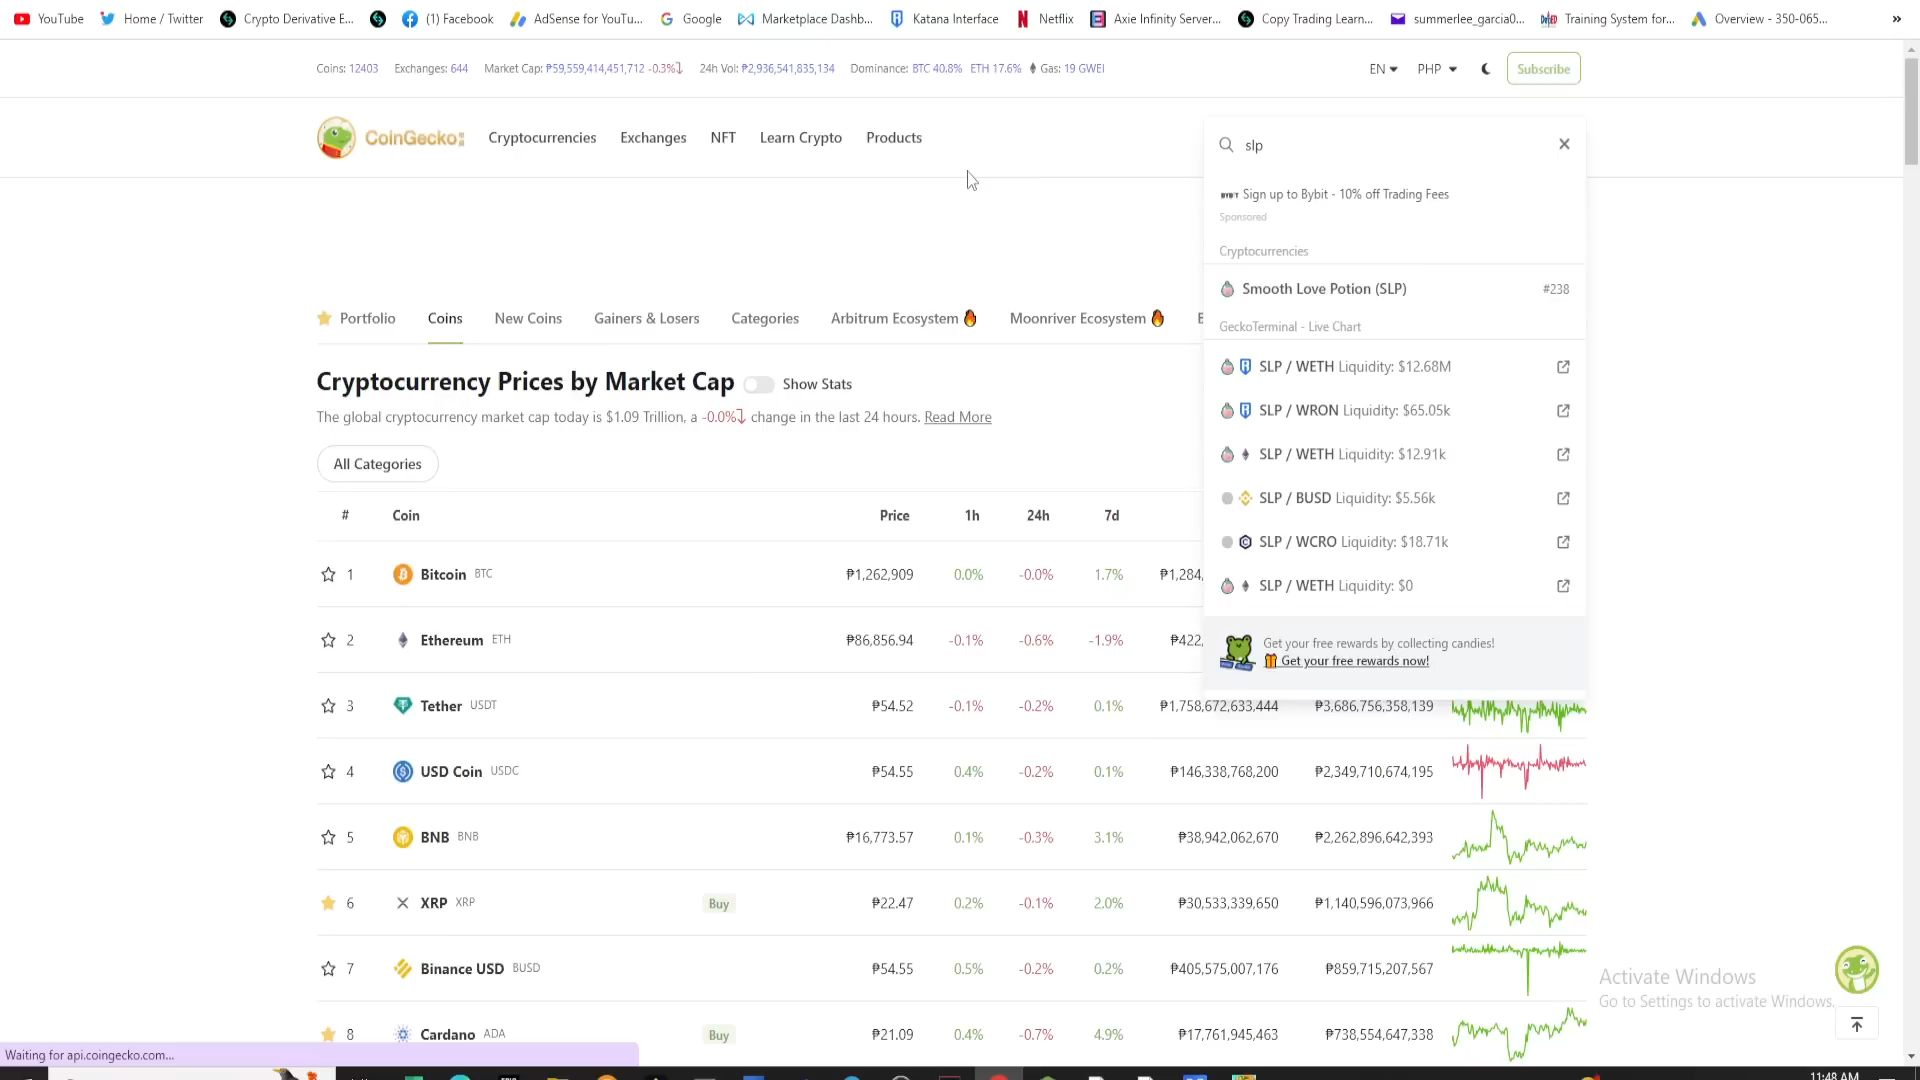 YouTube Home / Twitter Crypto Derivative E... (1) Facebook AdSense for YouTu... Google Marketplace Dashb... Katana Interface Netflix Axie Infinity Server... Copy Trading Learn... summerlee_garcia0... Training System for... Overview - 350-065... »
Coins: 12403 Exchanges: 644 Market Cap: ₱59,559,414,451,712 -0.3% 24h Vol: ₱2,936,541,835,134 Dominance: BTC 40.8% ETH 17.6% Gas: 19 GWEI EN PHP Subscribe
CoinGecko Cryptocurrencies Exchanges NFT Learn Crypto Products
slp
Sign up to Bybit - 10% off Trading Fees
Sponsored
Cryptocurrencies
Smooth Love Potion (SLP) #238
GeckoTerminal - Live Chart
SLP / WETH Liquidity: $12.68M
SLP / WRON Liquidity: $65.05k
SLP / WETH Liquidity: $12.91k
SLP / BUSD Liquidity: $5.56k
SLP / WCRO Liquidity: $18.71k
SLP / WETH Liquidity: $0
Get your free rewards by collecting candies!
Get your free rewards now!
Portfolio Coins New Coins Gainers & Losers Categories Arbitrum Ecosystem Moonriver Ecosystem
Cryptocurrency Prices by Market Cap Show Stats
The global cryptocurrency market cap today is $1.09 Trillion, a -0.0% change in the last 24 hours. Read More
All Categories
# Coin Price 1h 24h 7d
1 Bitcoin BTC ₱1,262,909 0.0% -0.0% 1.7% ₱1,284,
2 Ethereum ETH ₱86,856.94 -0.1% -0.6% -1.9% ₱422,
3 Tether USDT ₱54.52 -0.1% -0.2% 0.1% ₱1,758,672,633,444 ₱3,686,756,358,139
4 USD Coin USDC ₱54.55 0.4% -0.2% 0.1% ₱146,338,768,200 ₱2,349,710,674,195
5 BNB BNB ₱16,773.57 0.1% -0.3% 3.1% ₱38,942,062,670 ₱2,262,896,642,393
6 XRP XRP Buy ₱22.47 0.2% -0.1% 2.0% ₱30,533,339,650 ₱1,140,596,073,966
7 Binance USD BUSD ₱54.55 0.5% -0.2% 0.2% ₱405,575,007,176 ₱859,715,207,567
8 Cardano ADA Buy ₱21.09 0.4% -0.7% 4.9% ₱17,761,945,463 ₱738,554,647,338
Activate Windows
Go to Settings to activate Windows.
Waiting for api.coingecko.com...
11:48 AM